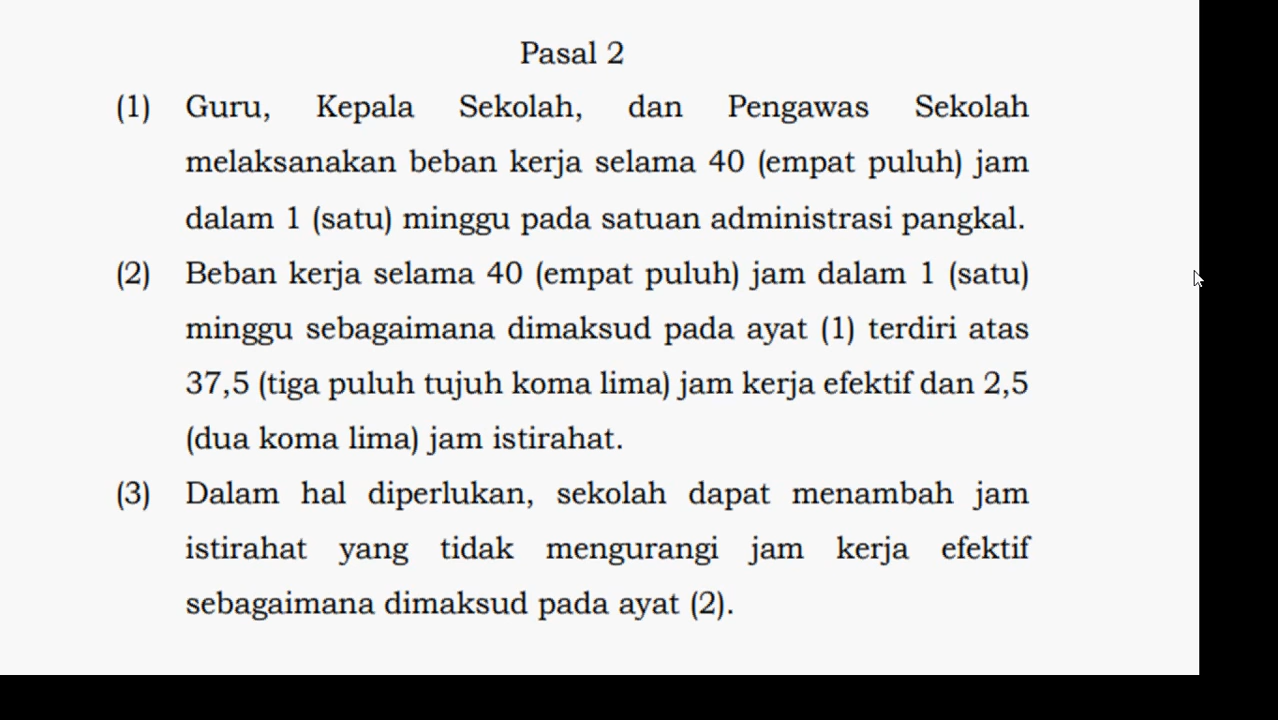 Pasal 2
(1) Guru, Kepala Sekolah, dan Pengawas Sekolah
melaksanakan beban kerja selama 40 (empat puluh) jam
dalam 1 (satu) minggu pada satuan administrasi pangkal.
(2) Beban kerja selama 40 (empat puluh) jam dalam 1 (satu)
minggu sebagaimana dimaksud pada ayat (1) terdiri atas
37,5 (tiga puluh tujuh koma lima) jam kerja efektif dan 2,5
(dua koma lima) jam istirahat.
(3) Dalam hal diperlukan, sekolah dapat menambah jam
istirahat yang tidak mengurangi jam kerja efektif
sebagaimana dimaksud pada ayat (2).